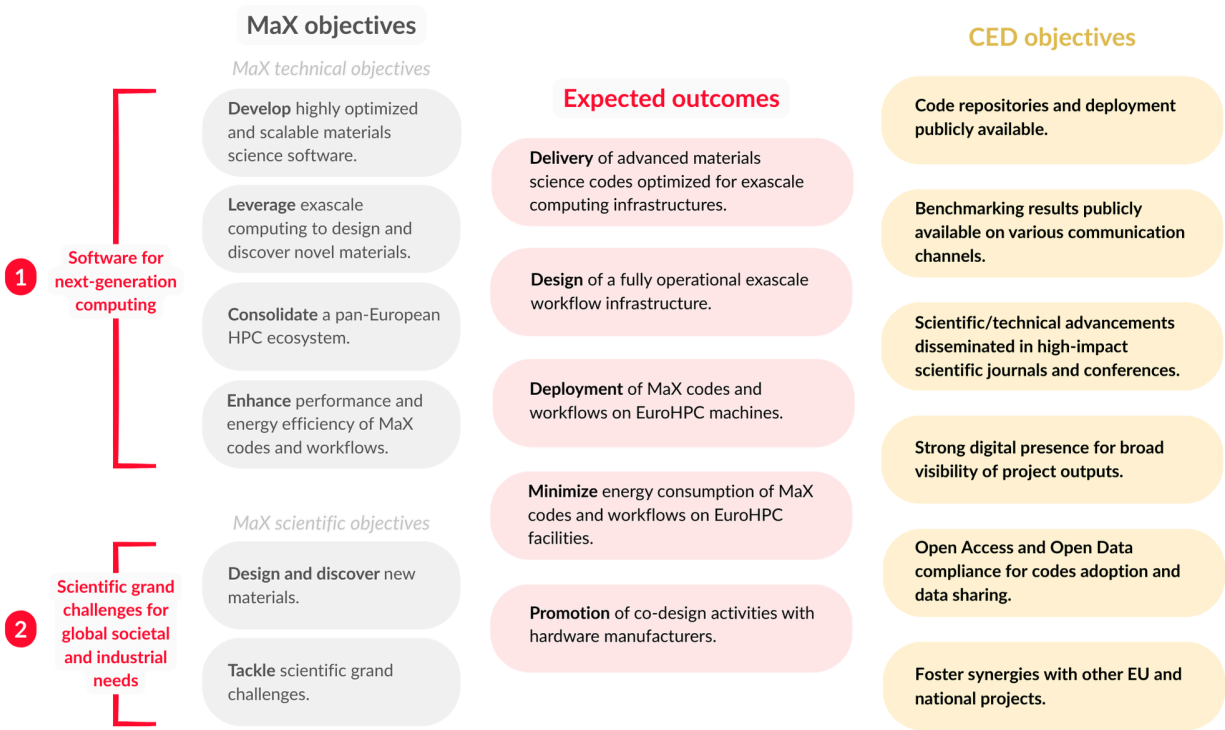 MaX objectives
MaX technical objectives
Develop highly optimized
and scalable materials
science software.
Leverage exascale
computing to design and
discover novel materials.
Consolidate a pan-European
HPC ecosystem.
Enhance performance and
energy efficiency of MaX
codes and workflows.
1
Software for
next-generation
computing
MaX scientific objectives
Design and discover new
materials.
Tackle scientific grand
challenges.
2
Scientific grand
challenges for
global societal
and industrial
needs
Expected outcomes
Delivery of advanced materials
science codes optimized for exascale
computing infrastructures.
Design of a fully operational exascale
workflow infrastructure.
Deployment of MaX codes and
workflows on EuroHPC machines.
Minimize energy consumption of MaX
codes and workflows on EuroHPC
facilities.
Promotion of co-design activities with
hardware manufacturers.
CED objectives
Code repositories and deployment
publicly available.
Benchmarking results publicly
available on various communication
channels.
Scientific/technical advancements
disseminated in high-impact
scientific journals and conferences.
Strong digital presence for broad
visibility of project outputs.
Open Access and Open Data
compliance for codes adoption and
data sharing.
Foster synergies with other EU and
national projects.